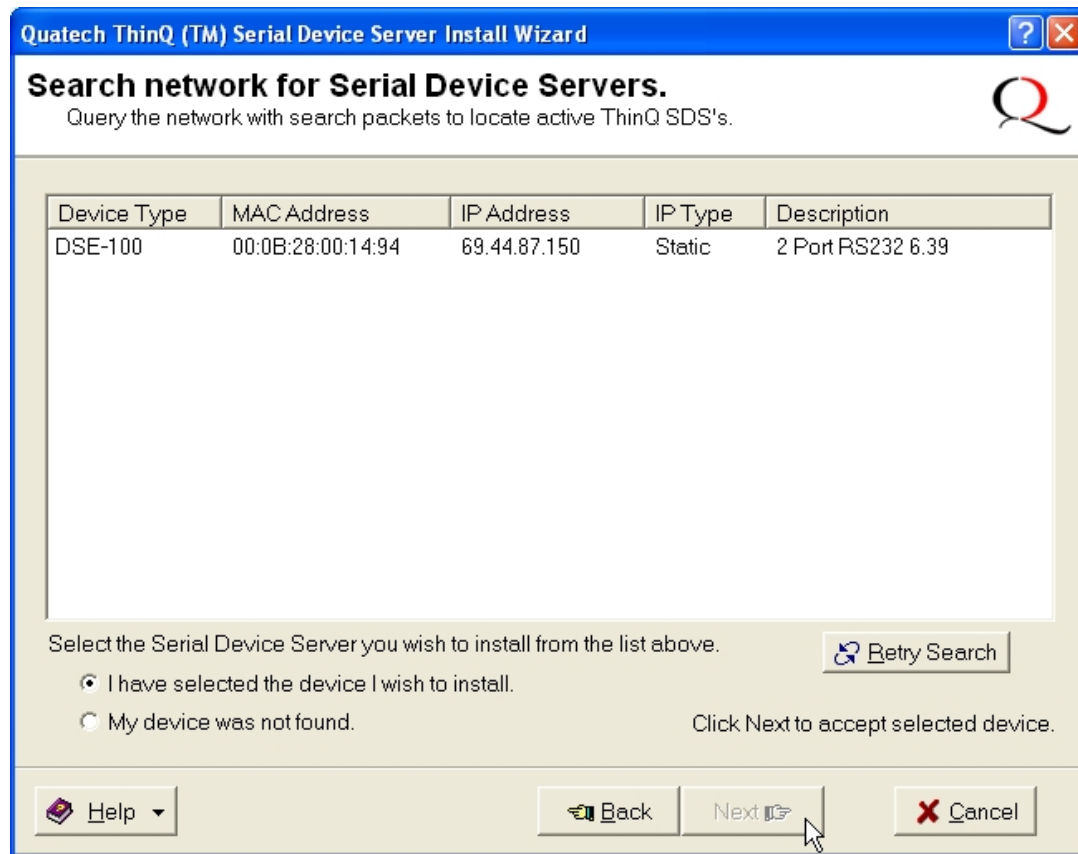 Quatech ThinQ (TM) Serial Device Server Install Wizard
Search network for Serial Device Servers.
Query the network with search packets to locate active ThinQ SDS's.
Device Type MAC Address IP Address IP Type Description
DSE-100 00:0B:28:00:14:94 69.44.87.150 Static 2 Port RS232 6.39
Select the Serial Device Server you wish to install from the list above.
Retry Search
I have selected the device I wish to install.
My device was not found.
Click Next to accept selected device.
Help Back Next Cancel